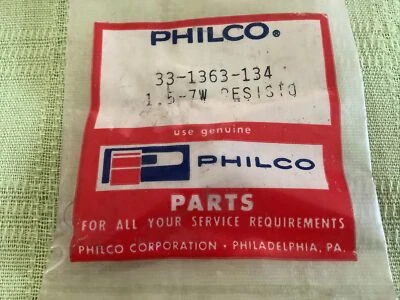 PHILCO®
33-1363-134
1.5-7W RESISTO
use genuine
PHILCO
PARTS
FOR ALL YOUR SERVICE REQUIREMENTS
PHILCO CORPORATION · PHILADELPHIA, PA.